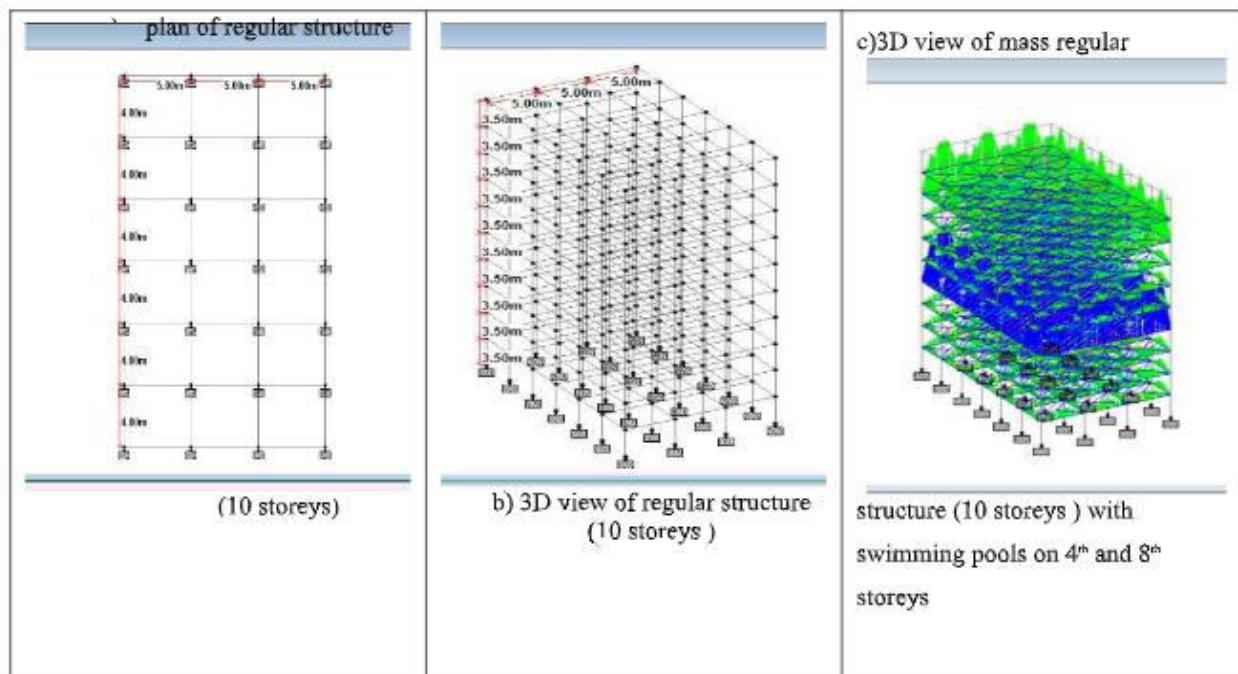 plan of regular structure
5.00m 5.00m 5.00m
4.00m
4.00m
4.00m
4.00m
4.00m
4.00m
(10 storeys)
5.00m 5.00m 5.00m
3.50m
3.50m
3.50m
3.50m
3.50m
3.50m
3.50m
3.50m
3.50m
3.50m
b) 3D view of regular structure
(10 storeys )
c)3D view of mass regular
structure (10 storeys ) with
swimming pools on 4th and 8th
storeys